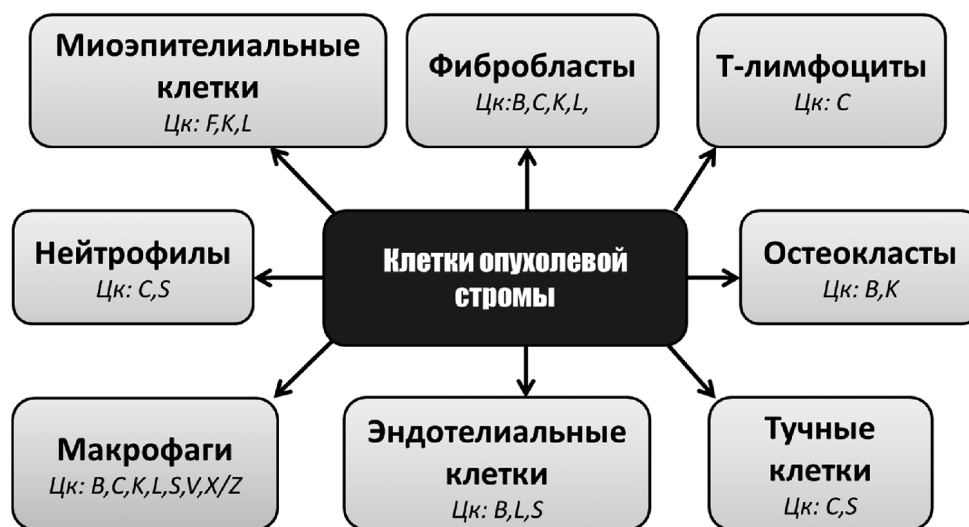 Миоэпителиальные
клетки
Цк: F,K,L
Фибробласты
Цк:B,C,K,L,
Т-лимфоциты
Цк: C
Нейтрофилы
Цк: C,S
Клетки опухолевой
стромы
Остеокласты
Цк: B,K
Макрофаги
Цк: B,C,K,L,S,V,X/Z
Эндотелиальные
клетки
Цк: B,L,S
Тучные
клетки
Цк: C,S